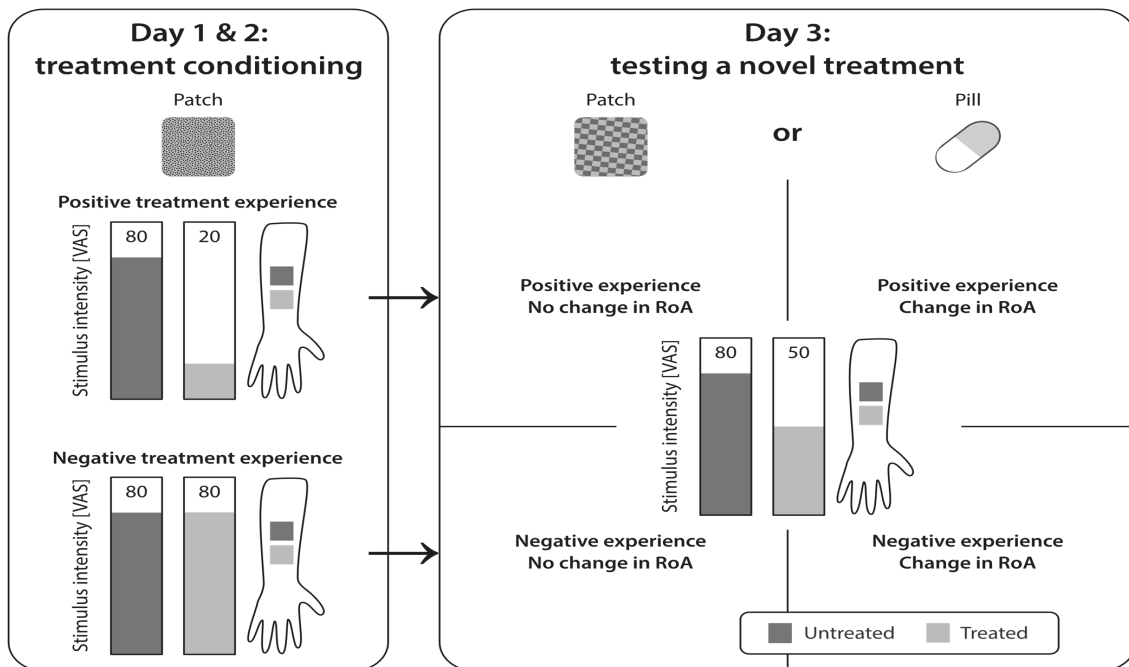 Day 1 & 2:
treatment conditioning
Patch
Positive treatment experience
Stimulus intensity [VAS]
80
20
Negative treatment experience
Stimulus intensity [VAS]
80
80
Day 3:
testing a novel treatment
Patch
or
Pill
Positive experience
No change in RoA
Positive experience
Change in RoA
Stimulus intensity [VAS]
80
50
Negative experience
No change in RoA
Negative experience
Change in RoA
Untreated
Treated